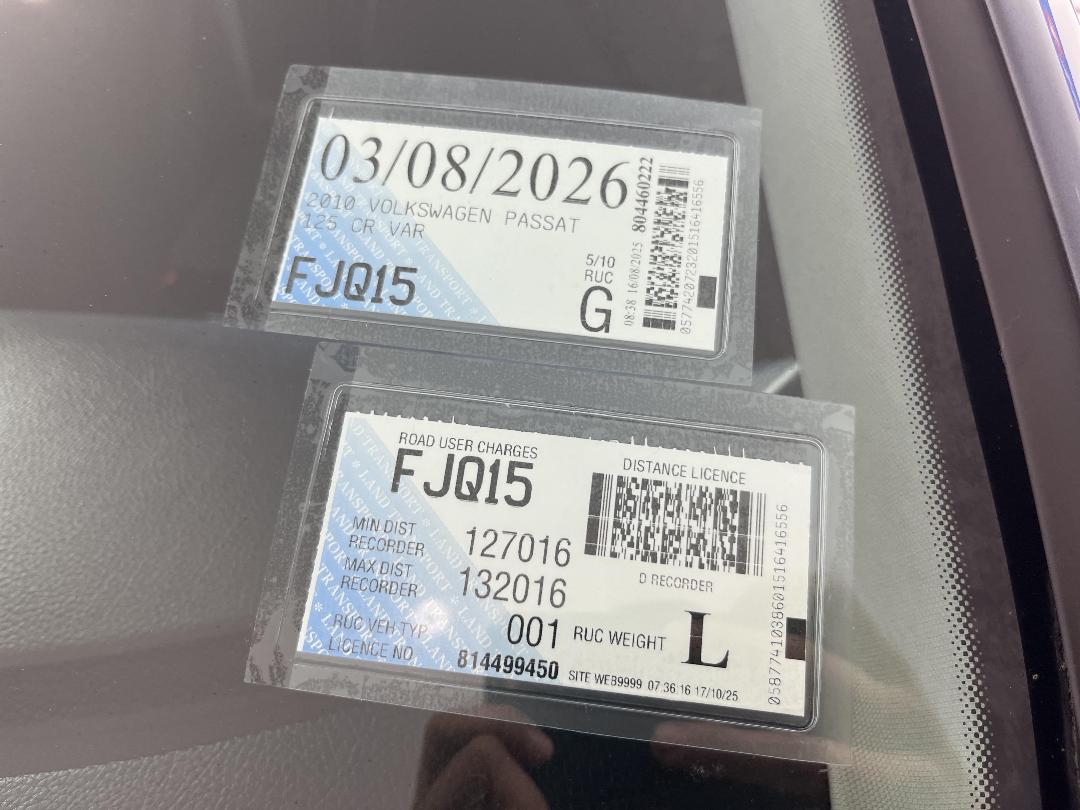 03/08/2026
2010 VOLKSWAGEN PASSAT
125 CR VAR
FJQ15
5/10
RUC
G
08:38 16/08/2025 804460222
0577420723201516416556
ROAD USER CHARGES
FJQ15
DISTANCE LICENCE
MIN DIST
RECORDER 127016
MAX DIST
RECORDER 132016
D RECORDER
RUC VEH TYP. 001 RUC WEIGHT L
LICENCE NO. 814499450 SITE WEB9999 07:36:16 17/10/25
0587741038601516416556